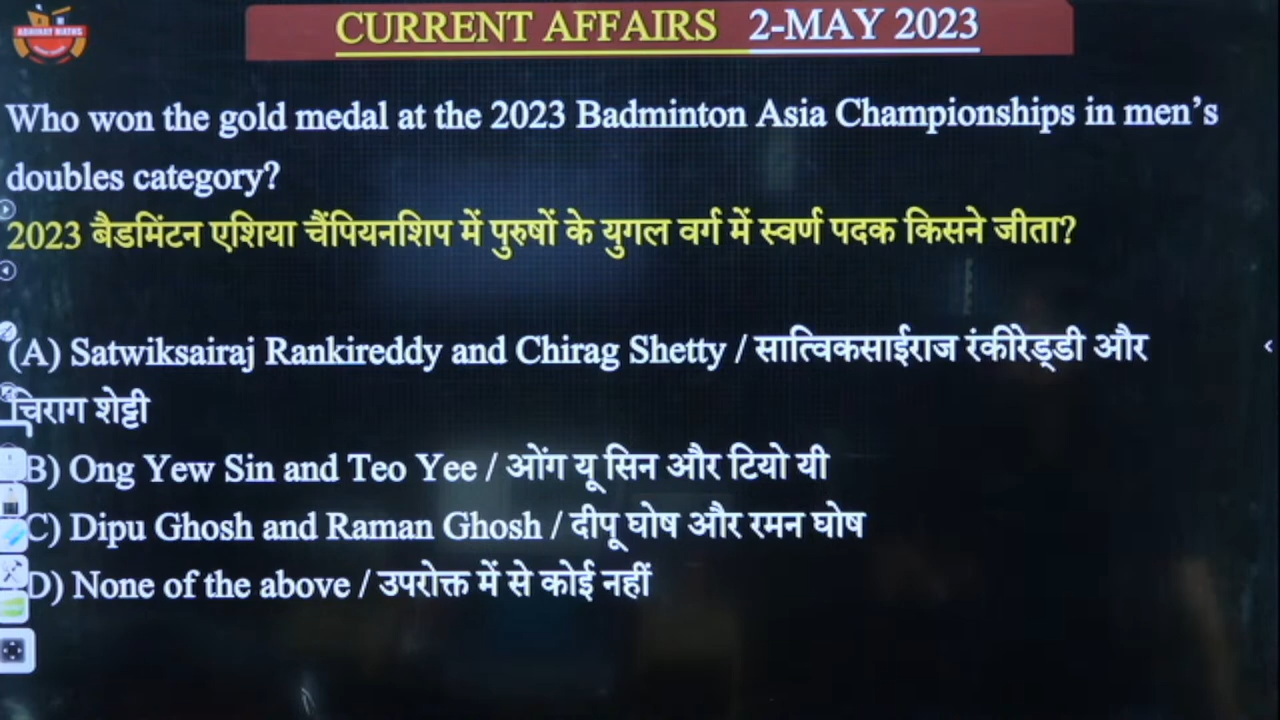 ABHINAY MATHS
CURRENT AFFAIRS 2-MAY 2023
Who won the gold medal at the 2023 Badminton Asia Championships in men’s
doubles category?
2023 बैडमिंटन एशिया चैंपियनशिप में पुरुषों के युगल वर्ग में स्वर्ण पदक किसने जीता?
(A) Satwiksairaj Rankireddy and Chirag Shetty / सात्विकसाईराज रंकीरेड्डी और
चिराग शेट्टी
B) Ong Yew Sin and Teo Yee / ओंग यू सिन और टियो यी
C) Dipu Ghosh and Raman Ghosh / दीपू घोष और रमन घोष
D) None of the above / उपरोक्त में से कोई नहीं